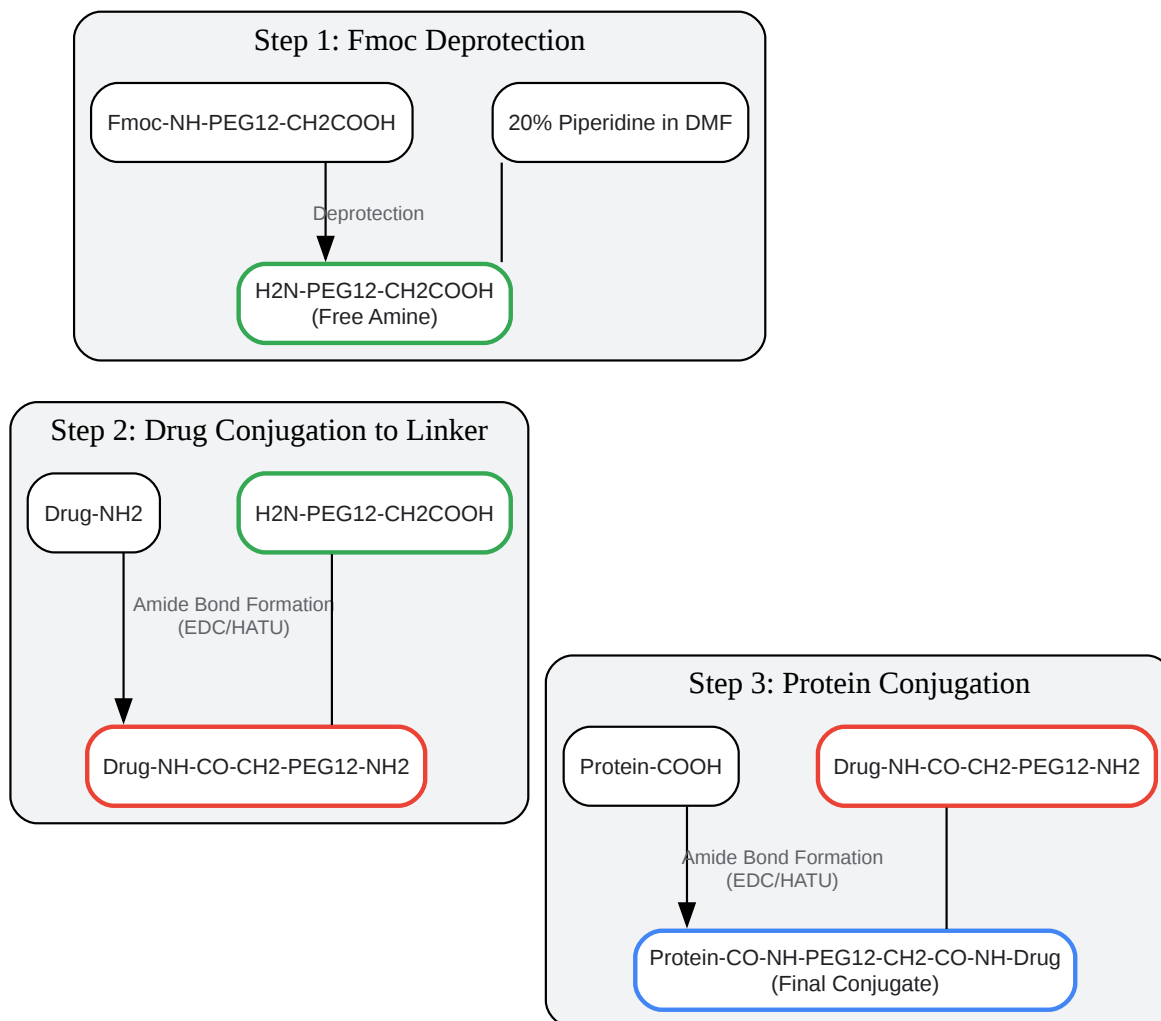 Step 1: Fmoc Deprotection
Fmoc-NH-PEG12-CH2COOH
20% Piperidine in DMF
Deprotection
H2N-PEG12-CH2COOH
(Free Amine)
Step 2: Drug Conjugation to Linker
Drug-NH2
H2N-PEG12-CH2COOH
Amide Bond Formation
(EDC/HATU)
Drug-NH-CO-CH2-PEG12-NH2
Step 3: Protein Conjugation
Protein-COOH
Drug-NH-CO-CH2-PEG12-NH2
Amide Bond Formation
(EDC/HATU)
Protein-CO-NH-PEG12-CH2-CO-NH-Drug
(Final Conjugate)